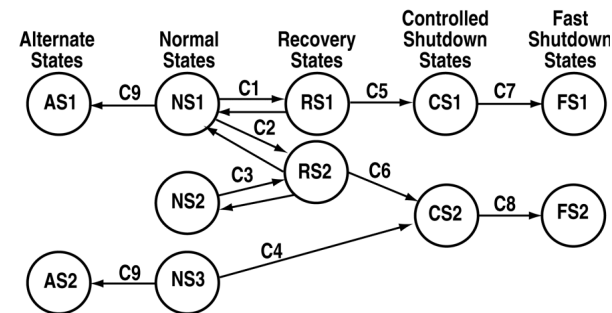 Alternate
States
Normal
States
Recovery
States
Controlled
Shutdown
States
Fast
Shutdown
States
AS1
C9
NS1
C1
RS1
C5
CS1
C7
FS1
C2
NS2
C3
RS2
C6
CS2
C8
FS2
C4
AS2
C9
NS3